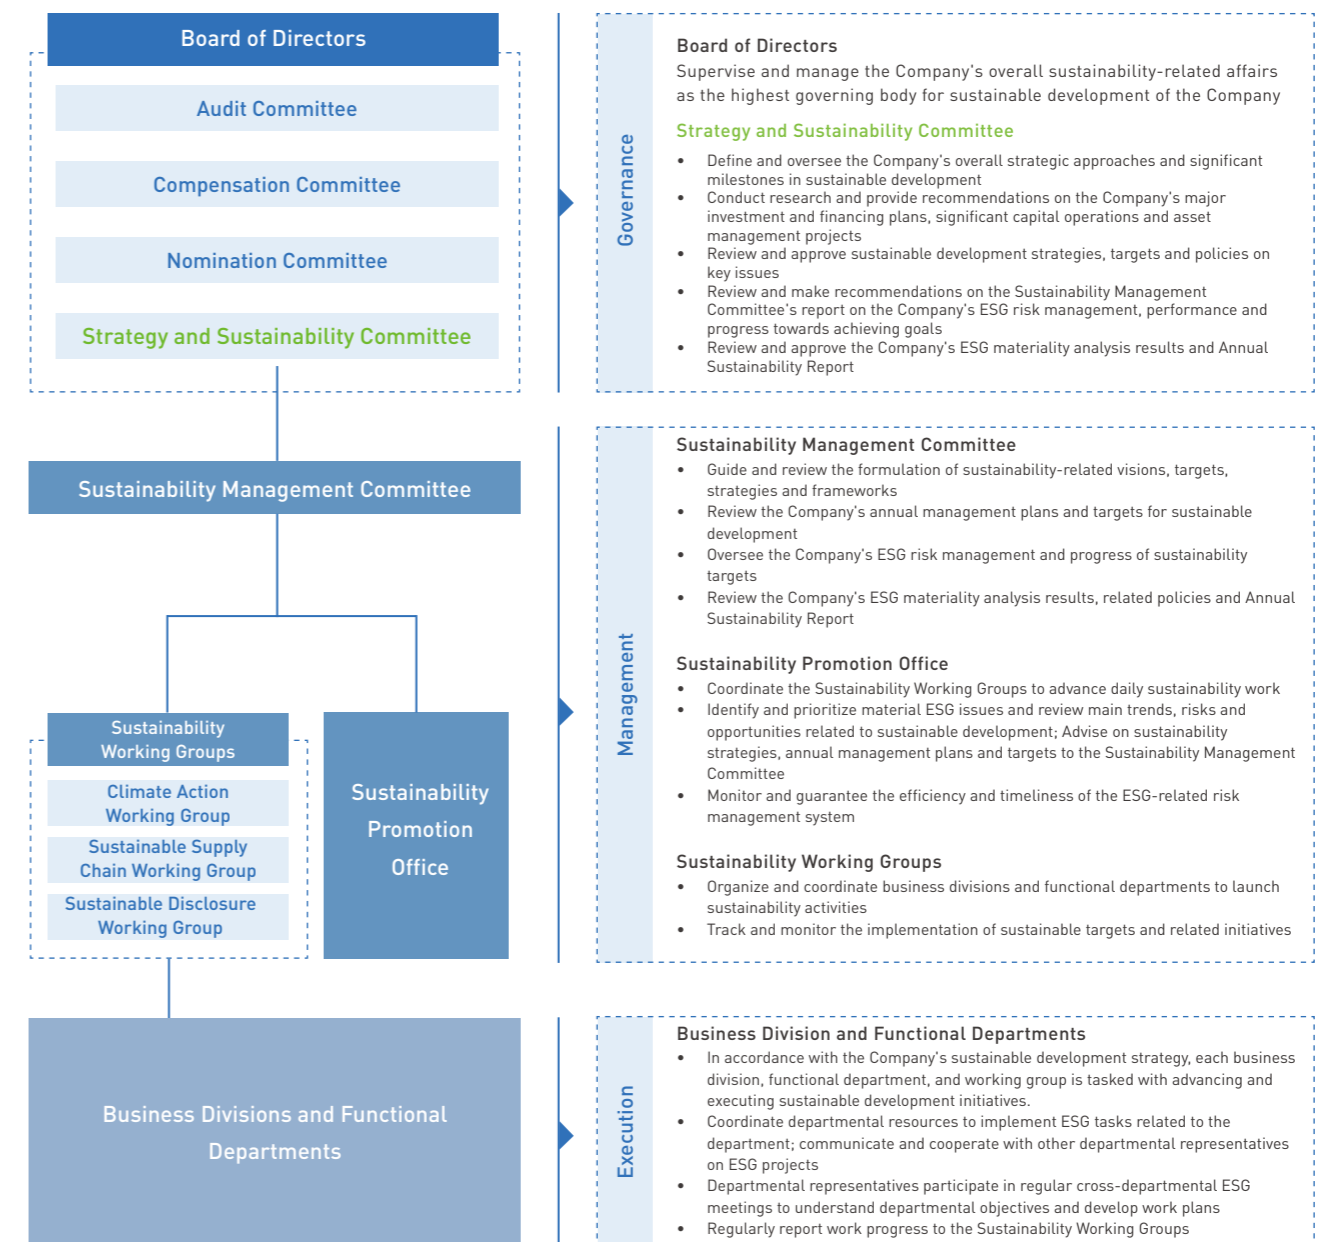 Board of Directors
Audit Committee
Compensation Committee
Nomination Committee
Strategy and Sustainability Committee
Governance
Board of Directors
Supervise and manage the Company's overall sustainability-related affairs
as the highest governing body for sustainable development of the Company
Strategy and Sustainability Committee
• Define and oversee the Company's overall strategic approaches and significant
milestones in sustainable development
• Conduct research and provide recommendations on the Company's major
investment and financing plans, significant capital operations and asset
management projects
• Review and approve sustainable development strategies, targets and policies on
key issues
• Review and make recommendations on the Sustainability Management
Committee's report on the Company's ESG risk management, performance and
progress towards achieving goals
• Review and approve the Company's ESG materiality analysis results and Annual
Sustainability Report
Sustainability Management Committee
Sustainability
Working Groups
Climate Action
Working Group
Sustainable Supply
Chain Working Group
Sustainable Disclosure
Working Group
Sustainability
Promotion
Office
Management
Sustainability Management Committee
• Guide and review the formulation of sustainability-related visions, targets,
strategies and frameworks
• Review the Company's annual management plans and targets for sustainable
development
• Oversee the Company's ESG risk management and progress of sustainability
targets
• Review the Company's ESG materiality analysis results, related policies and Annual
Sustainability Report
Sustainability Promotion Office
• Coordinate the Sustainability Working Groups to advance daily sustainability work
• Identify and prioritize material ESG issues and review main trends, risks and
opportunities related to sustainable development; Advise on sustainability
strategies, annual management plans and targets to the Sustainability Management
Committee
• Monitor and guarantee the efficiency and timeliness of the ESG-related risk
management system
Sustainability Working Groups
• Organize and coordinate business divisions and functional departments to launch
sustainability activities
• Track and monitor the implementation of sustainable targets and related initiatives
Business Divisions and Functional
Departments
Execution
Business Division and Functional Departments
• In accordance with the Company's sustainable development strategy, each business
division, functional department, and working group is tasked with advancing and
executing sustainable development initiatives.
• Coordinate departmental resources to implement ESG tasks related to the
department; communicate and cooperate with other departmental representatives
on ESG projects
• Departmental representatives participate in regular cross-departmental ESG
meetings to understand departmental objectives and develop work plans
• Regularly report work progress to the Sustainability Working Groups